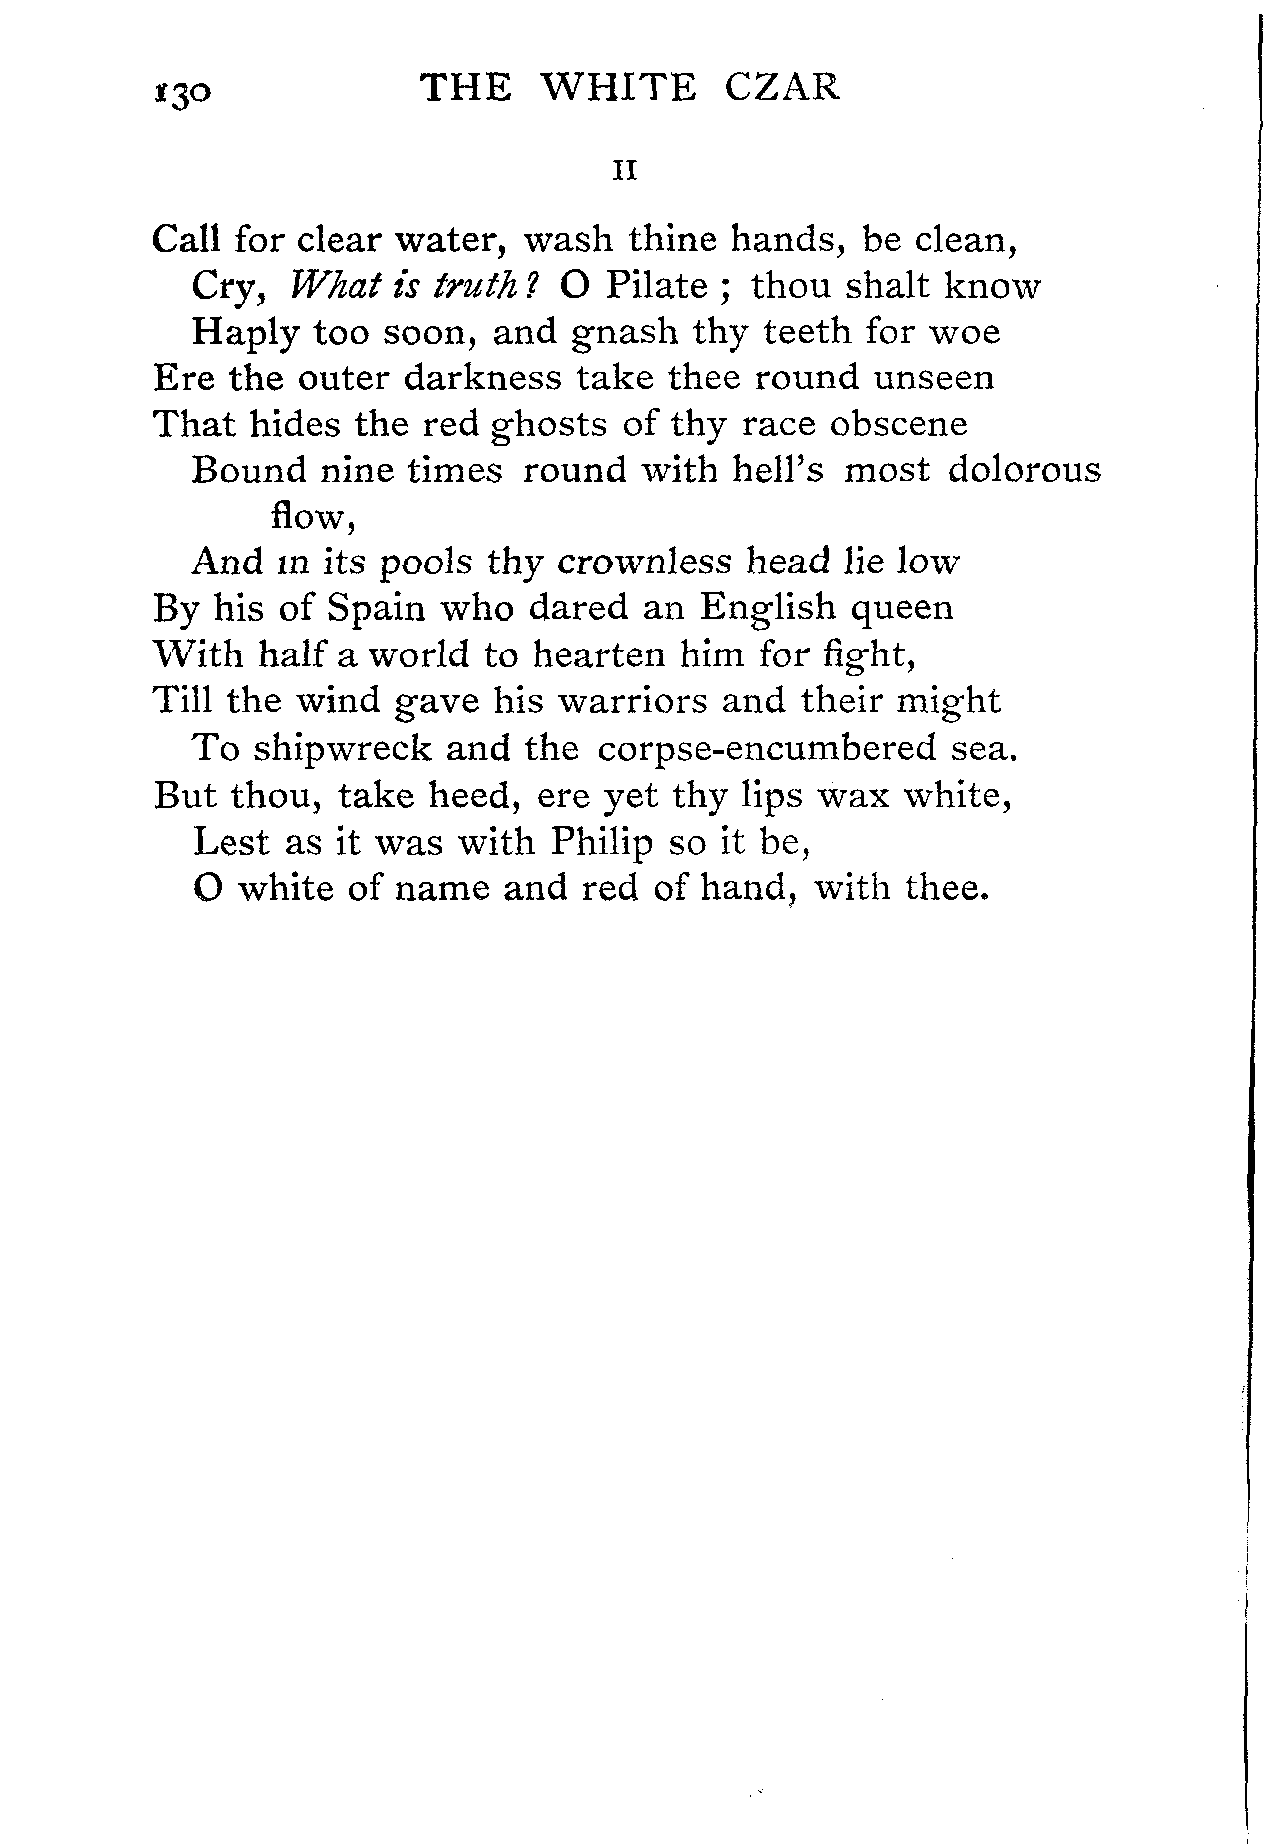 130 THE WHITE CZAR
II
Call for clear water, wash thine hands, be clean,
Cry, What is truth? O Pilate; thou shalt know
Haply too soon, and gnash thy teeth for woe
Ere the outer darkness take thee round unseen
That hides the red ghosts of thy race obscene
Bound nine times round with hell's most dolorous
flow,
And in its pools thy crownless head lie low
By his of Spain who dared an English queen
With half a world to hearten him for fight,
Till the wind gave his warriors and their might
To shipwreck and the corpse-encumbered sea.
But thou, take heed, ere yet thy lips wax white,
Lest as it was with Philip so it be,
O white of name and red of hand, with thee.